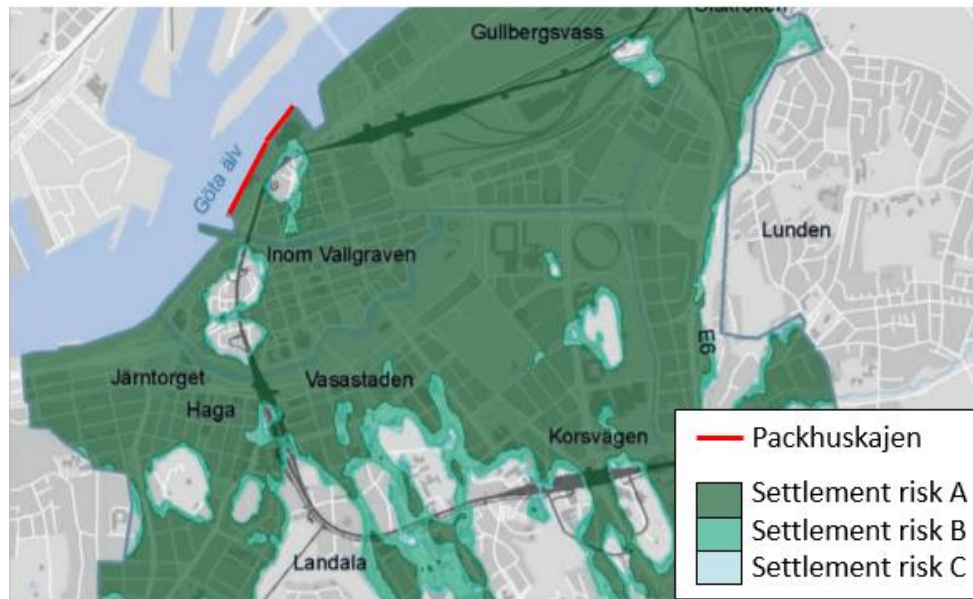 Gullbergsvass
Göta älv
Inom Vallgraven
Lunden
E6
Järntorget
Vasastaden
Haga
Korsvägen
Landala
Packhuskajen
Settlement risk A
Settlement risk B
Settlement risk C